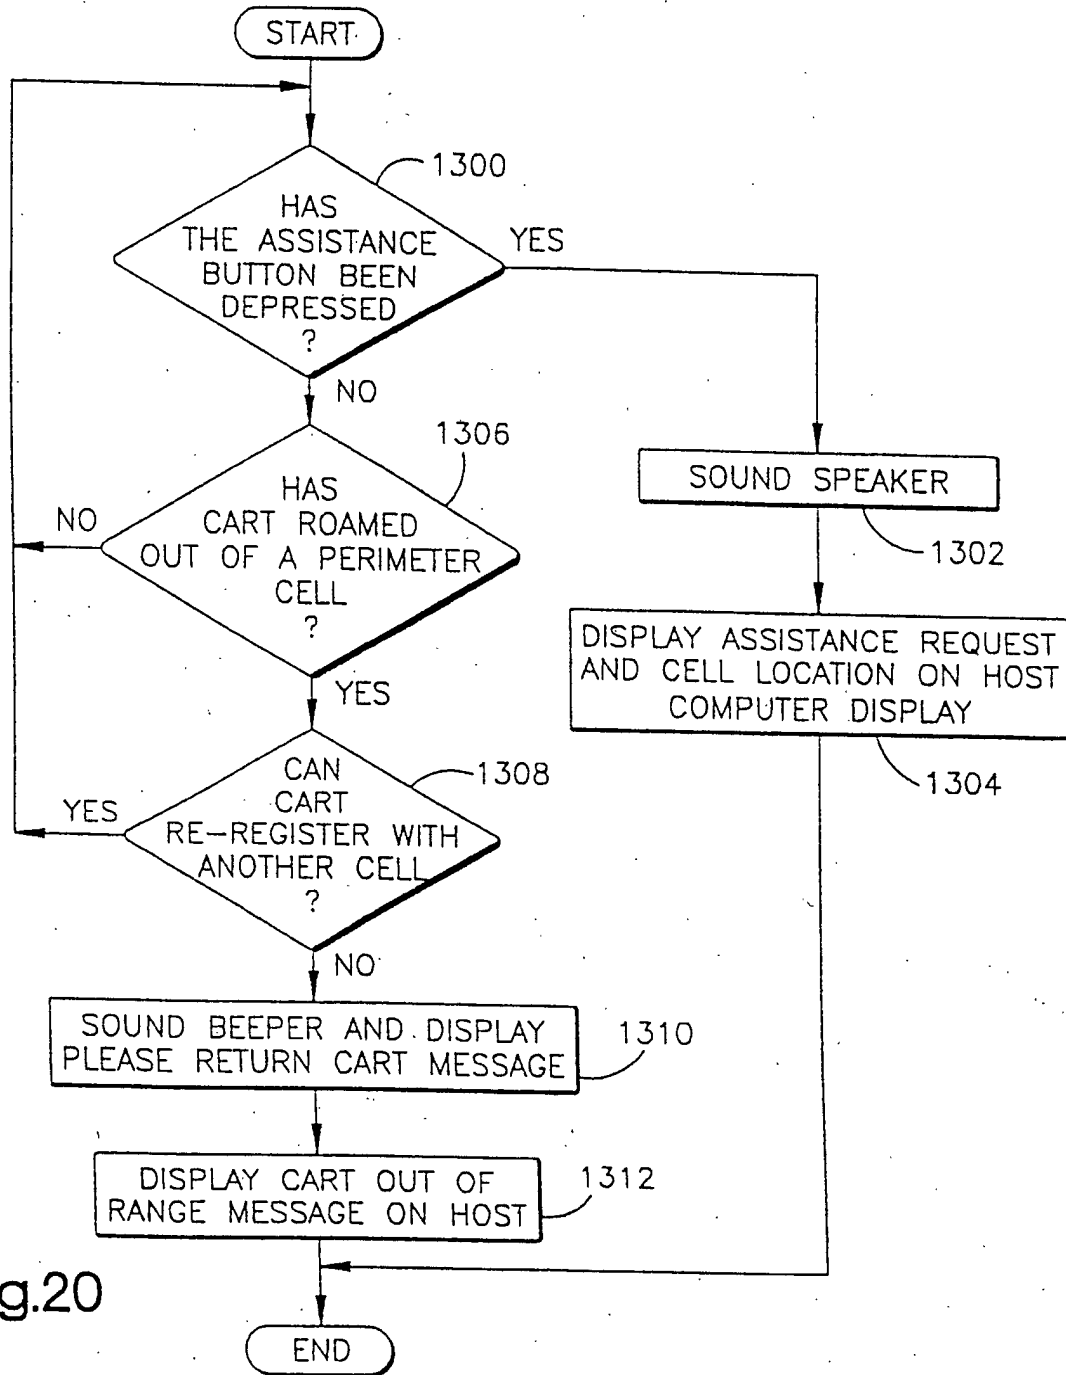 START
1300
HAS
THE ASSISTANCE
BUTTON BEEN
DEPRESSED
?
YES
NO
1306
HAS
CART ROAMED
OUT OF A PERIMETER
CELL
?
NO
YES
SOUND SPEAKER
1302
DISPLAY ASSISTANCE REQUEST
AND CELL LOCATION ON HOST
COMPUTER DISPLAY
1304
1308
CAN
CART
RE-REGISTER WITH
ANOTHER CELL
?
YES
NO
SOUND BEEPER AND DISPLAY
PLEASE RETURN CART MESSAGE
1310
DISPLAY CART OUT OF
RANGE MESSAGE ON HOST
1312
g.20
END